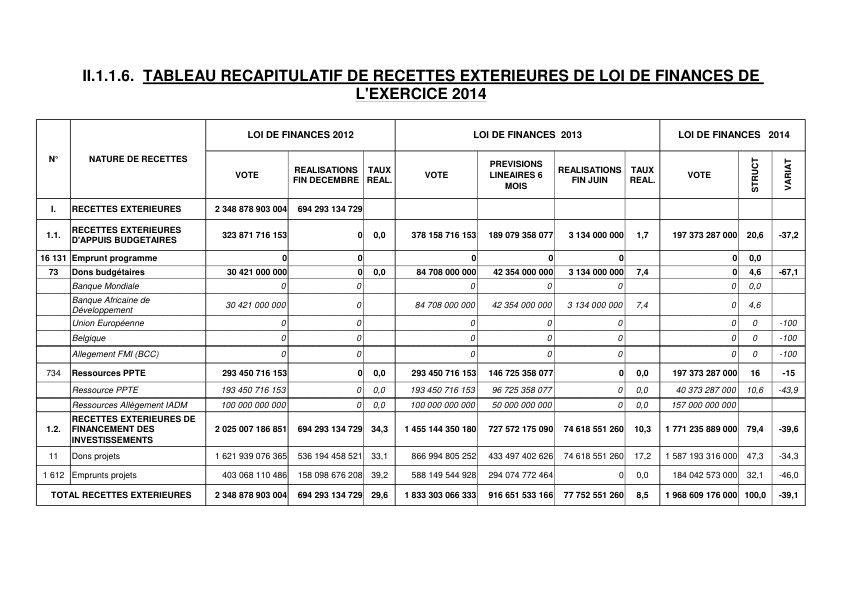 II.1.1.6. TABLEAU RECAPITULATIF DE RECETTES EXTERIEURES DE LOI DE FINANCES DE
L'EXERCICE 2014
N° NATURE DE RECETTES LOI DE FINANCES 2012 LOI DE FINANCES 2013 LOI DE FINANCES 2014
VOTE REALISATIONS FIN DECEMBRE TAUX REAL. VOTE PREVISIONS LINEAIRES 6 MOIS REALISATIONS FIN JUIN TAUX REAL. VOTE STRUCT VARIAT
I. RECETTES EXTERIEURES 2 348 878 903 004 694 293 134 729
1.1. RECETTES EXTERIEURES D'APPUIS BUDGETAIRES 323 871 716 153 0 0,0 378 158 716 153 189 079 358 077 3 134 000 000 1,7 197 373 287 000 20,6 -37,2
16 131 Emprunt programme 0 0 0 0 0 0 0,0
73 Dons budgétaires 30 421 000 000 0 0,0 84 708 000 000 42 354 000 000 3 134 000 000 7,4 0 4,6 -67,1
Banque Mondiale 0 0 0 0 0 0 0,0
Banque Africaine de Développement 30 421 000 000 0 84 708 000 000 42 354 000 000 3 134 000 000 7,4 0 4,6
Union Européenne 0 0 0 0 0 0 0 -100
Belgique 0 0 0 0 0 0 0 -100
Allegement FMI (BCC) 0 0 0 0 0 0 0 -100
734 Ressources PPTE 293 450 716 153 0 0,0 293 450 716 153 146 725 358 077 0 0,0 197 373 287 000 16 -15
Ressource PPTE 193 450 716 153 0 0,0 193 450 716 153 96 725 358 077 0 0,0 40 373 287 000 10,6 -43,9
Ressources Allègement IADM 100 000 000 000 0 0,0 100 000 000 000 50 000 000 000 0 0,0 157 000 000 000
1.2. RECETTES EXTERIEURES DE FINANCEMENT DES INVESTISSEMENTS 2 025 007 186 851 694 293 134 729 34,3 1 455 144 350 180 727 572 175 090 74 618 551 260 10,3 1 771 235 889 000 79,4 -39,6
11 Dons projets 1 621 939 076 365 536 194 458 521 33,1 866 994 805 252 433 497 402 626 74 618 551 260 17,2 1 587 193 316 000 47,3 -34,3
1 612 Emprunts projets 403 068 110 486 158 098 676 208 39,2 588 149 544 928 294 074 772 464 0 0,0 184 042 573 000 32,1 -46,0
TOTAL RECETTES EXTERIEURES 2 348 878 903 004 694 293 134 729 29,6 1 833 303 066 333 916 651 533 166 77 752 551 260 8,5 1 968 609 176 000 100,0 -39,1